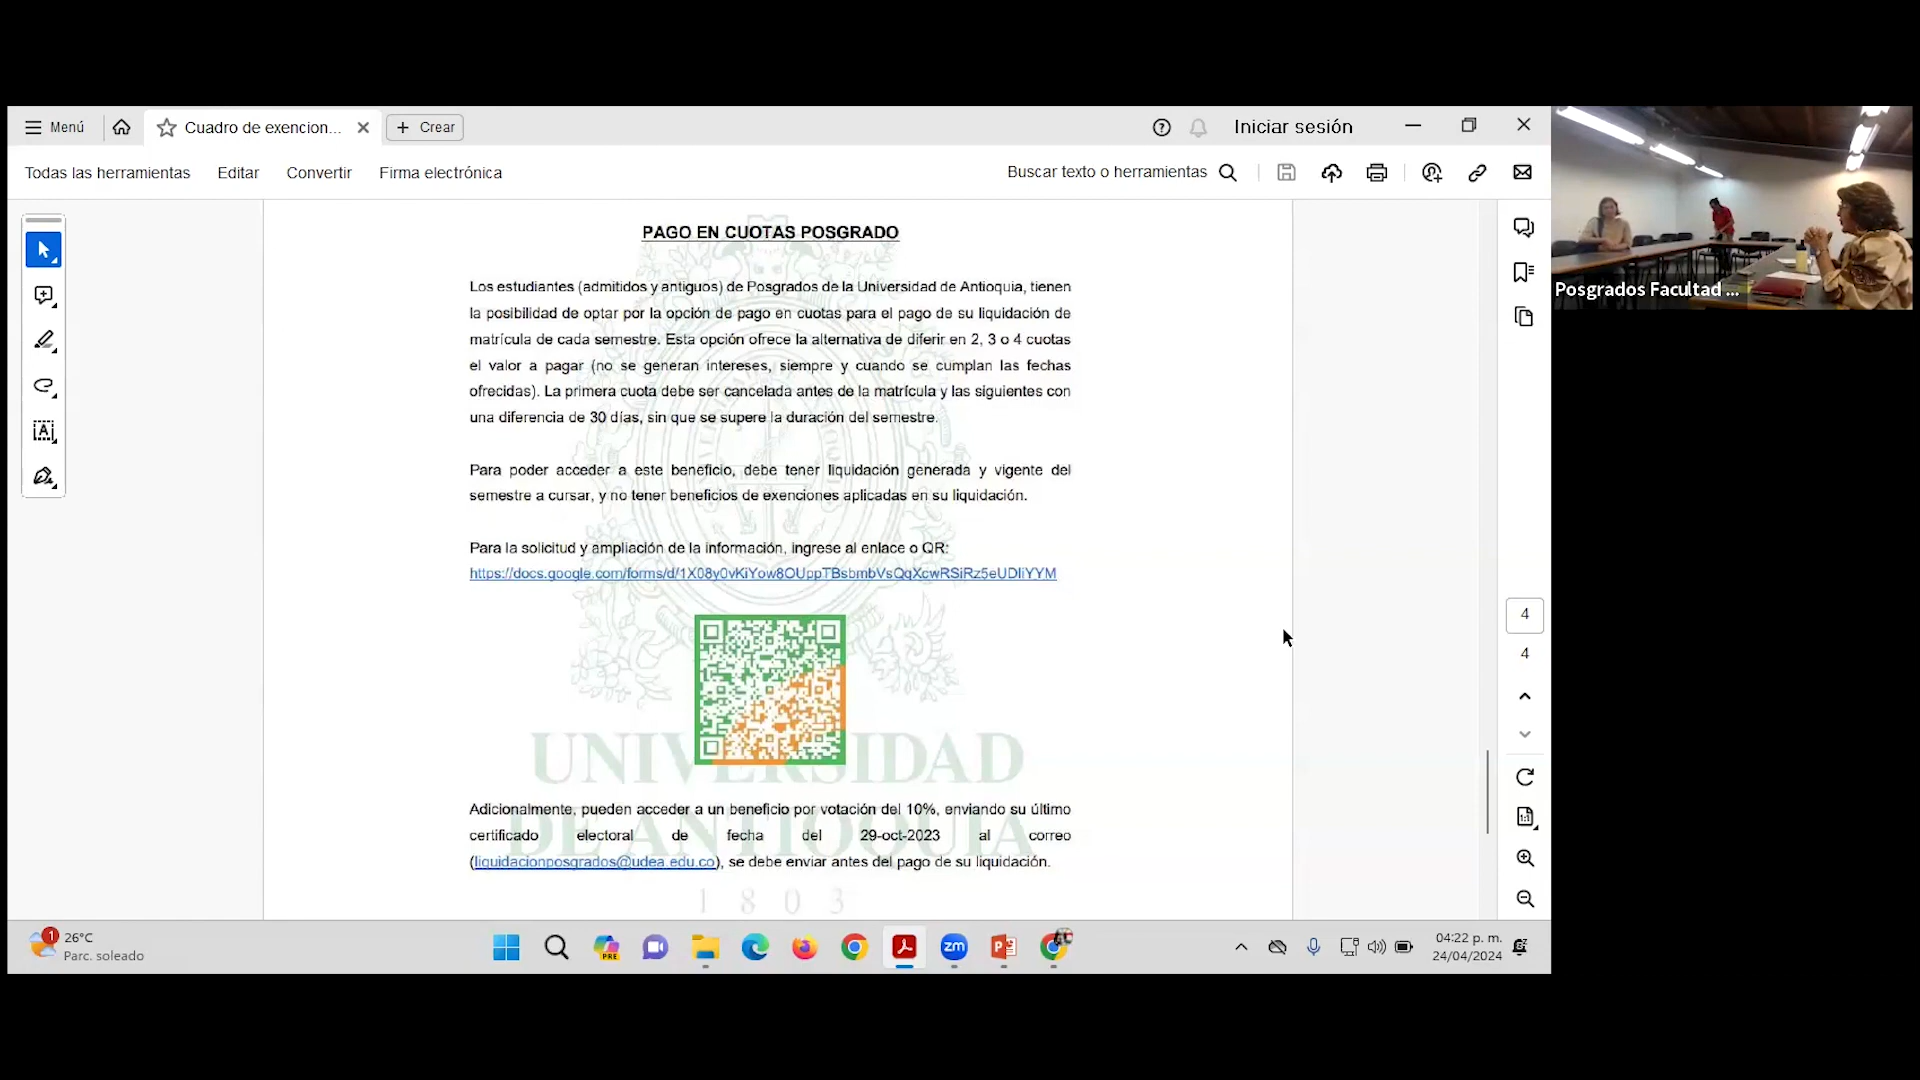 Menú
Cuadro de exencion...
Crear
Iniciar sesión
Todas las herramientas
Editar
Convertir
Firma electrónica
Buscar texto o herramientas
PAGO EN CUOTAS POSGRADO
Los estudiantes (admitidos y antiguos) de Posgrados de la Universidad de Antioquia, tienen
la posibilidad de optar por la opción de pago en cuotas para el pago de su liquidación de
matrícula de cada semestre. Esta opción ofrece la alternativa de diferir en 2, 3 o 4 cuotas
el valor a pagar (no se generan intereses, siempre y cuando se cumplan las fechas
ofrecidas). La primera cuota debe ser cancelada antes de la matrícula y las siguientes con
una diferencia de 30 días, sin que se supere la duración del semestre.
Para poder acceder a este beneficio, debe tener liquidación generada y vigente del
semestre a cursar, y no tener beneficios de exenciones aplicadas en su liquidación.
Para la solicitud y ampliación de la información, ingrese al enlace o QR:
https://docs.google.com/forms/d/1X08y0vKiYow8OUppTBsbmbVsQqXcwRSiRz5eUDIiYYM
UNIVERSIDAD
DE ANTIOQUIA
1803
Adicionalmente, pueden acceder a un beneficio por votación del 10%, enviando su último
certificado electoral de fecha del 29-oct-2023 al correo
(liquidacionposgrados@udea.edu.co), se debe enviar antes del pago de su liquidación.
4
4
Posgrados Facultad ...
1
26°C
Parc. soleado
PRE
zm
04:22 p. m.
24/04/2024